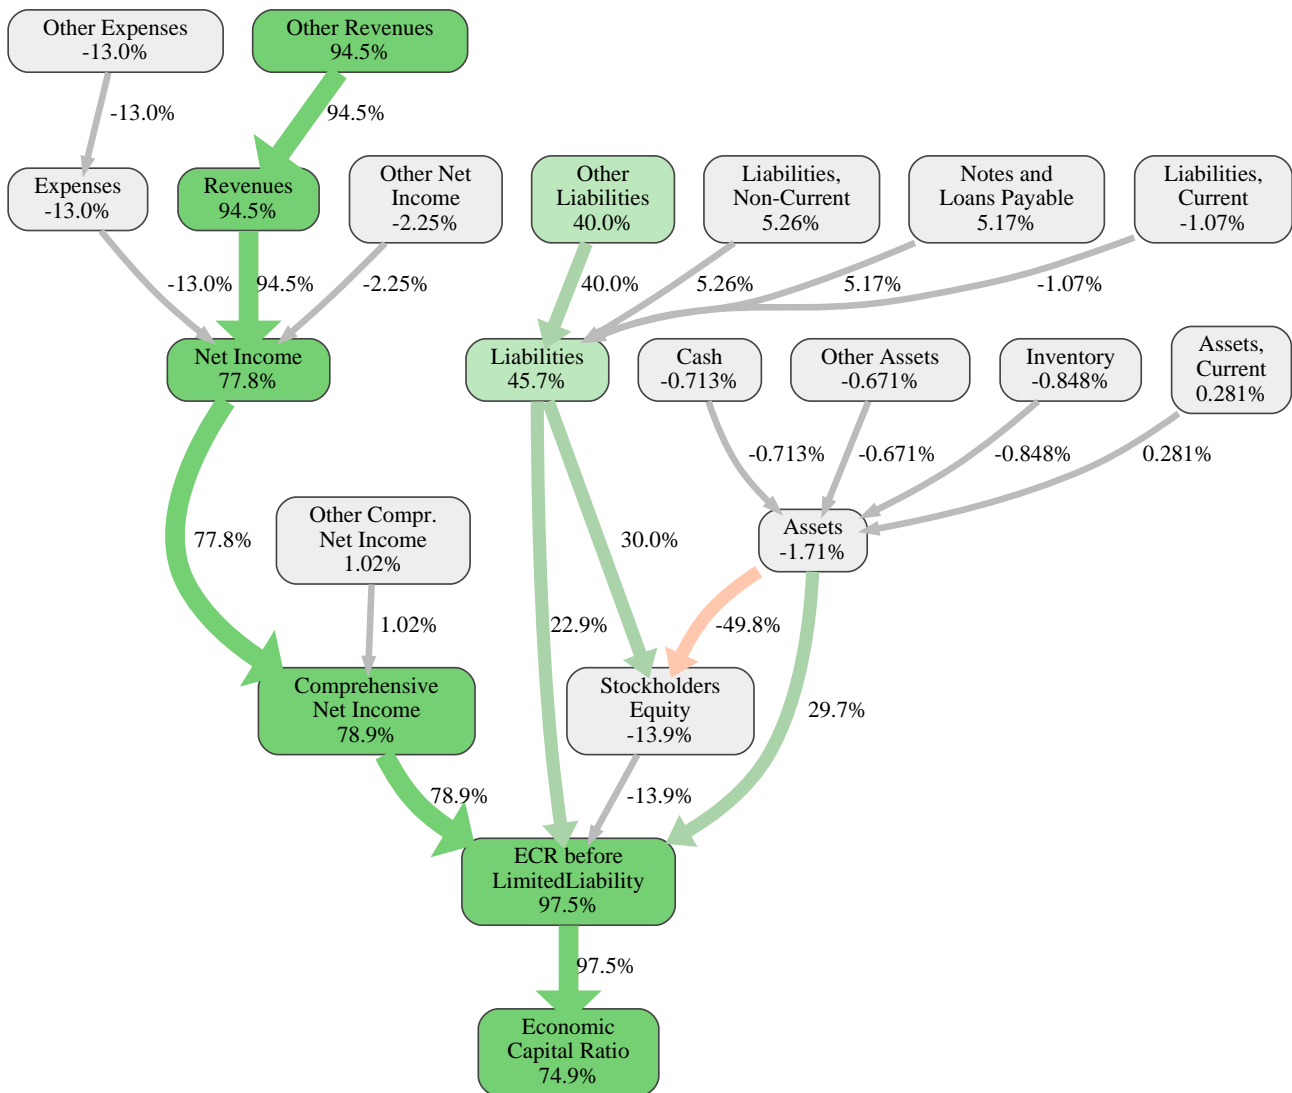 Other Expenses
-13.0%
Other Revenues
94.5%
-13.0%
94.5%
Expenses
-13.0%
Revenues
94.5%
Other Net
Income
-2.25%
Other
Liabilities
40.0%
Liabilities,
Non-Current
5.26%
Notes and
Loans Payable
5.17%
Liabilities,
Current
-1.07%
-13.0%
94.5%
-2.25%
40.0%
5.26%
5.17%
-1.07%
Net Income
77.8%
Liabilities
45.7%
Cash
-0.713%
Other Assets
-0.671%
Inventory
-0.848%
Assets,
Current
0.281%
-0.713%
-0.671%
-0.848%
0.281%
Other Compr.
Net Income
1.02%
Assets
-1.71%
77.8%
30.0%
1.02%
22.9%
-49.8%
Comprehensive
Net Income
78.9%
Stockholders
Equity
-13.9%
29.7%
78.9%
-13.9%
ECR before
LimitedLiability
97.5%
97.5%
Economic
Capital Ratio
74.9%